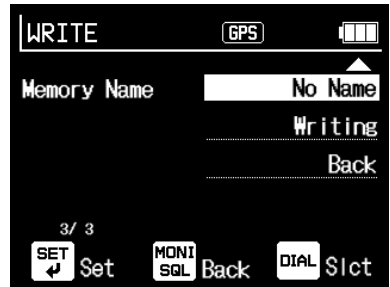 WRITE GPS
Memory Name No Name
Writing
Back
3/ 3
SET Set MONI SQL Back DIAL Slct